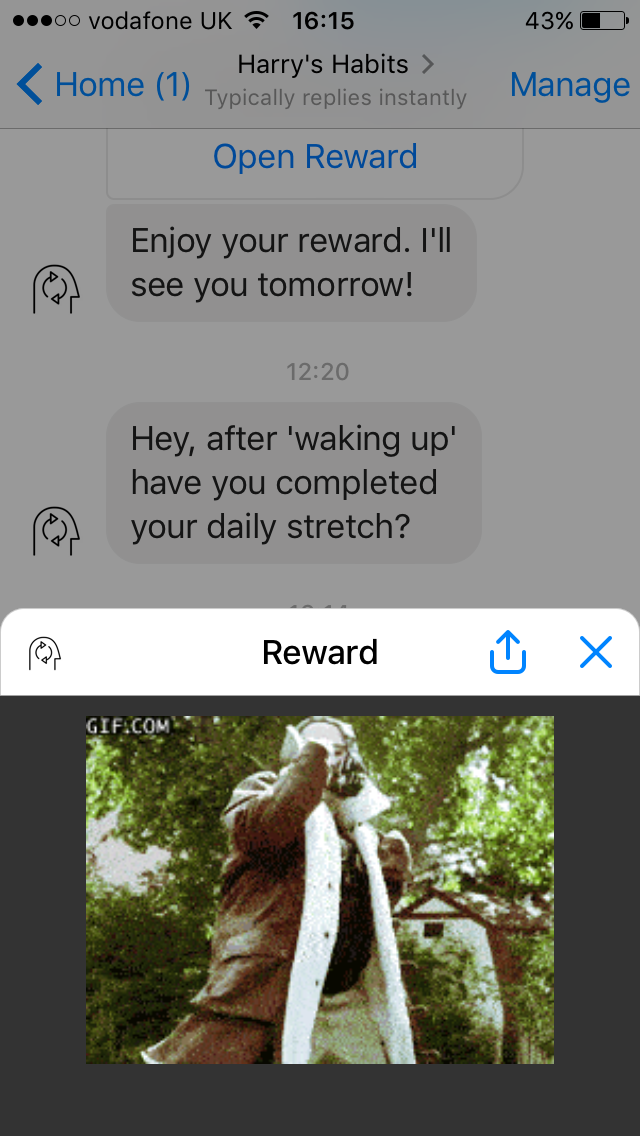 vodafone UK 16:15 43%
Home (1) Harry's Habits Manage
Typically replies instantly
Open Reward
Enjoy your reward. I'll
see you tomorrow!
12:20
Hey, after 'waking up'
have you completed
your daily stretch?
Reward
GIF.COM